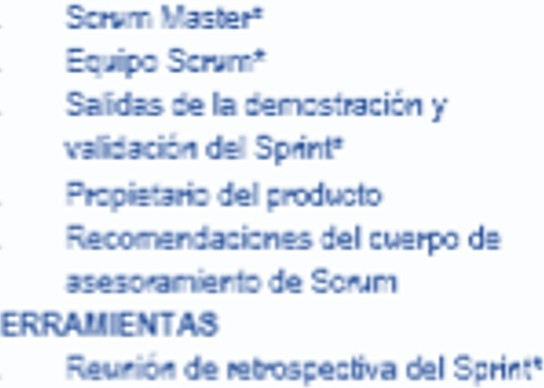 Scrum Master*
Equipo Scrum*
Salidas de la demostración y
validación del Sprint*
Propietario del producto
Recomendaciones del cuerpo de
asesoramiento de Scrum
ERRAMIENTAS
Reunión de retrospectiva del Sprint*